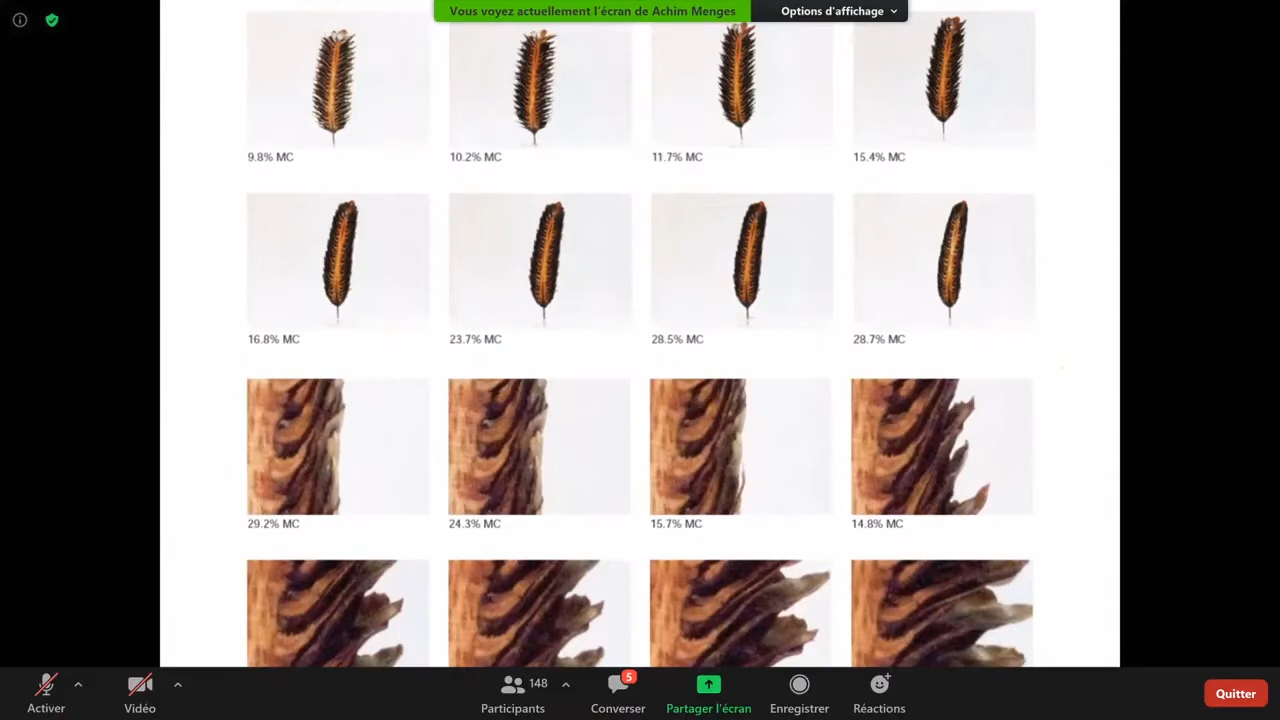 Vous voyez actuellement l'écran de Achim Menges
Options d'affichage
9.8% MC
10.2% MC
11.7% MC
15.4% MC
16.8% MC
23.7% MC
28.5% MC
28.7% MC
29.2% MC
24.3% MC
15.7% MC
14.8% MC
148
5
Activer
Vidéo
Participants
Converser
Partager l'écran
Enregistrer
Réactions
Quitter